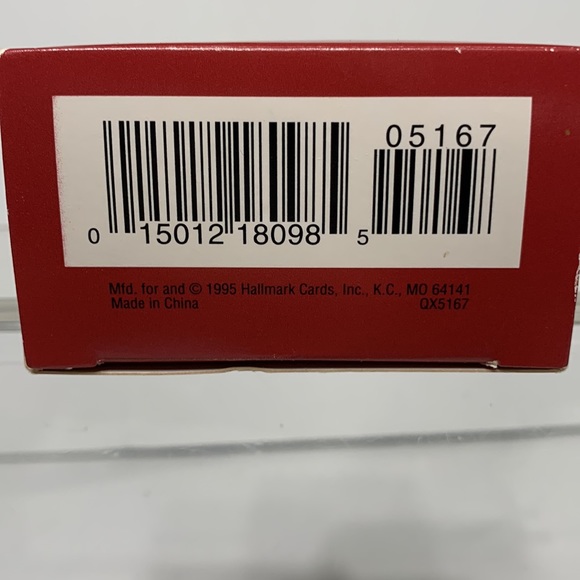 05167
0 15012 18098 5
Mfd. for and © 1995 Hallmark Cards, Inc., K.C., MO 64141
Made in China QX5167